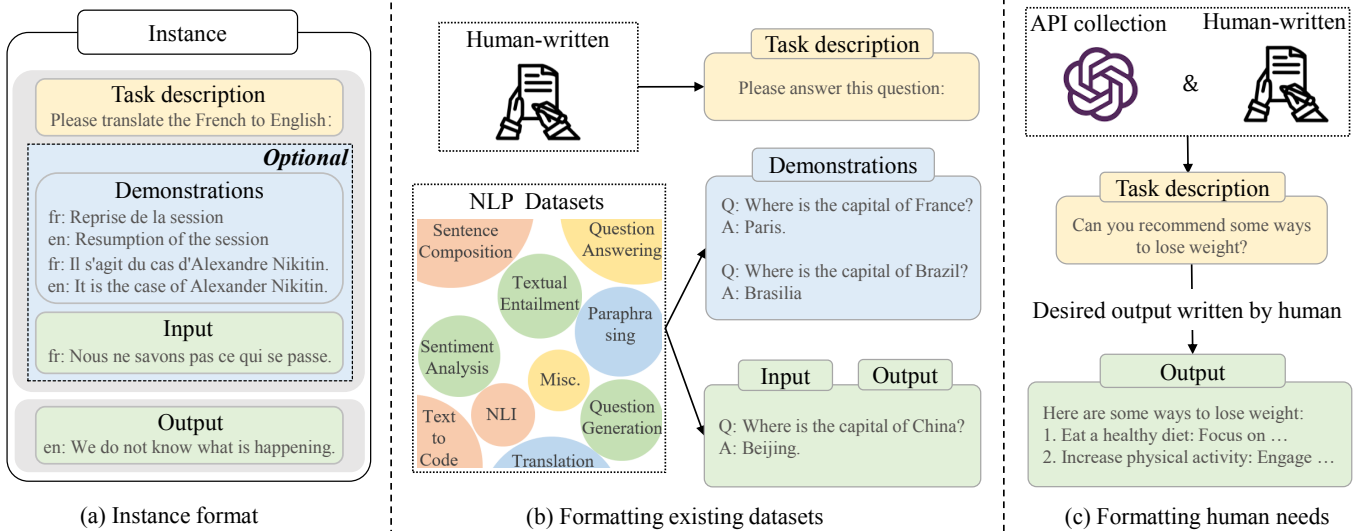 Instance
Task description
Please translate the French to English:
Optional
Demonstrations
fr: Reprise de la session
en: Resumption of the session
fr: Il s'agit du cas d'Alexandre Nikitin.
en: It is the case of Alexander Nikitin.
Input
fr: Nous ne savons pas ce qui se passe.
Output
en: We do not know what is happening.
(a) Instance format
Human-written
Task description
Please answer this question:
NLP Datasets
Sentence
Composition
Question
Answering
Textual
Entailment
Paraphra
sing
Sentiment
Analysis
Misc.
NLI
Question
Generation
Text
to
Code
Translation
Demonstrations
Q: Where is the capital of France?
A: Paris.
Q: Where is the capital of Brazil?
A: Brasilia
Input
Output
Q: Where is the capital of China?
A: Beijing.
(b) Formatting existing datasets
API collection
&
Human-written
Task description
Can you recommend some ways
to lose weight?
Desired output written by human
Output
Here are some ways to lose weight:
1. Eat a healthy diet: Focus on …
2. Increase physical activity: Engage …
(c) Formatting human needs